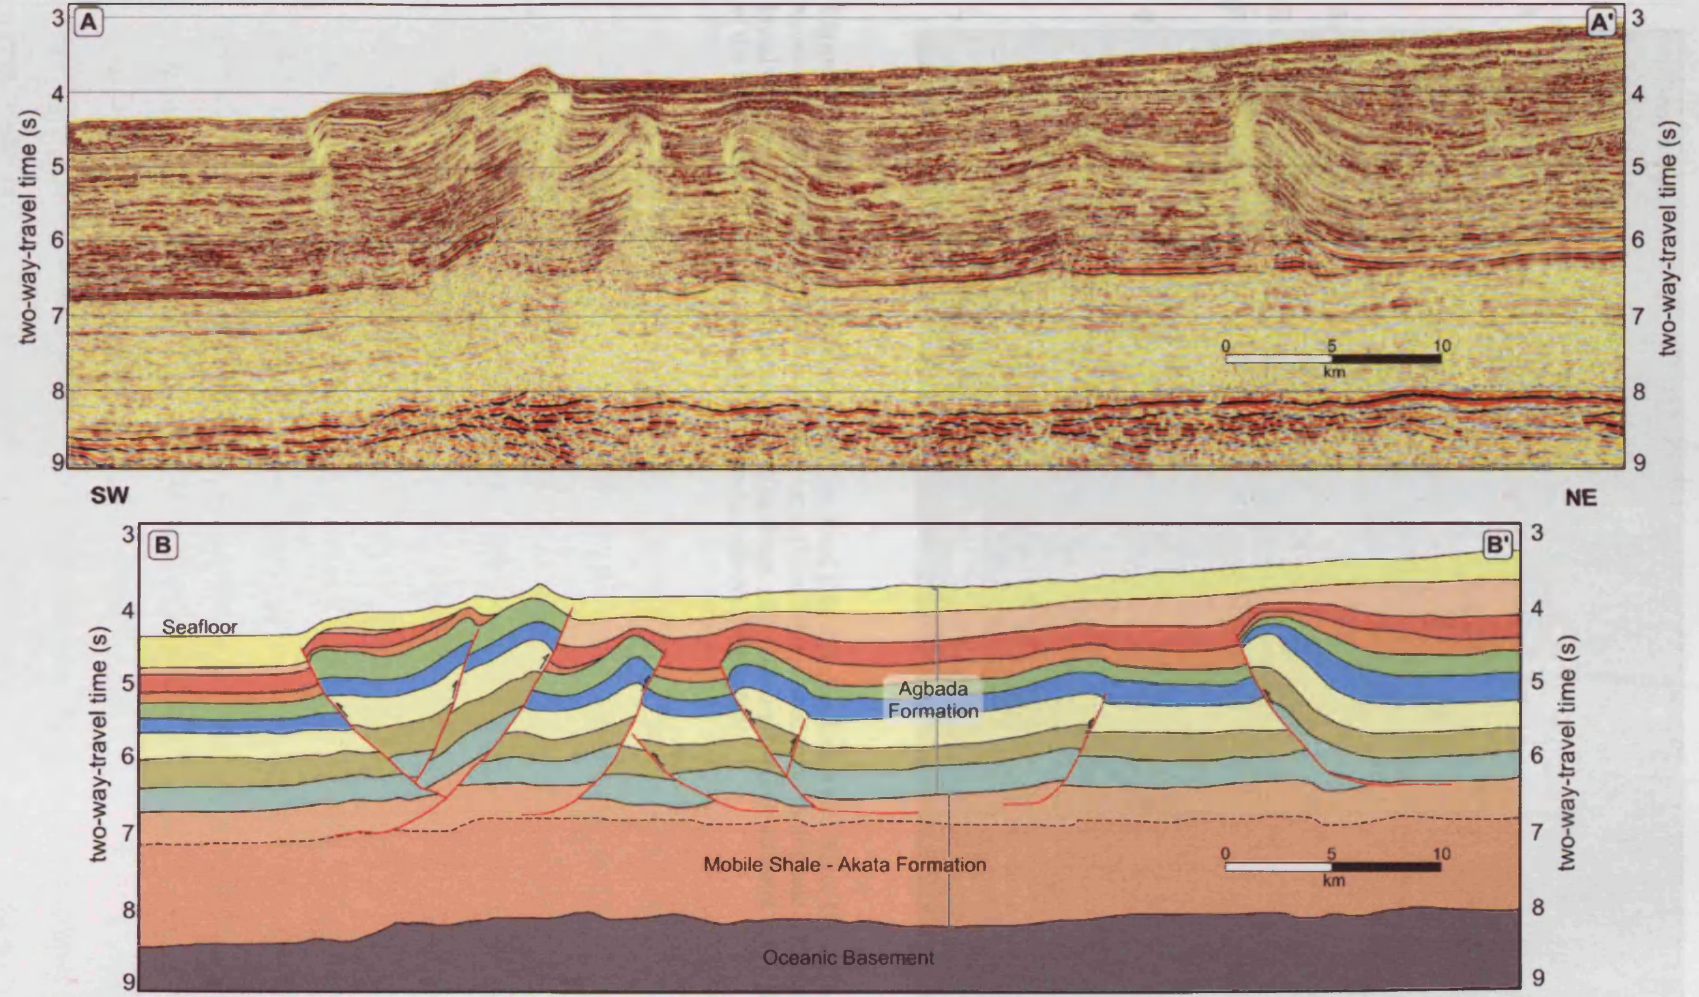 3 A A' 3
4 4
5 5
6 6
7 7
8 8
9 9
two-way-travel time (s)
two-way-travel time (s)
0 5 10
km
SW NE
3 B B' 3
4 4
5 5
6 6
7 7
8 8
9 9
two-way-travel time (s)
two-way-travel time (s)
Seafloor
Agbada
Formation
Mobile Shale - Akata Formation
0 5 10
km
Oceanic Basement